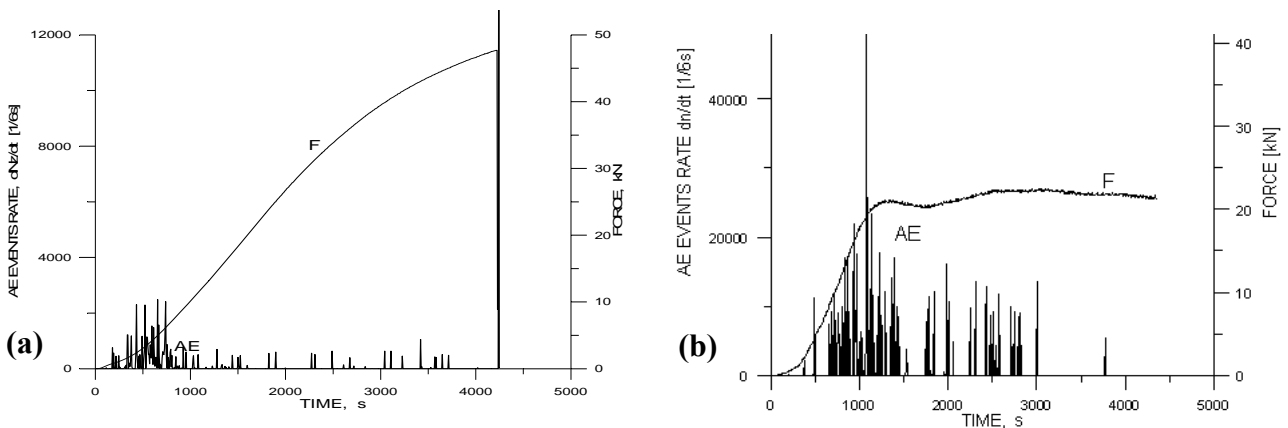 AE EVENTS RATE, dNz/dt [1/6s]
12000
8000
4000
0
F
AE
50
40
30
20
10
0
FORCE, kN
0 1000 2000 3000 4000 5000
TIME, s
(a)
AE EVENTS RATE dn/dt [1/6s]
40000
20000
0
F
AE
40
30
20
10
0
FORCE [kN]
0 1000 2000 3000 4000 5000
TIME, s
(b)